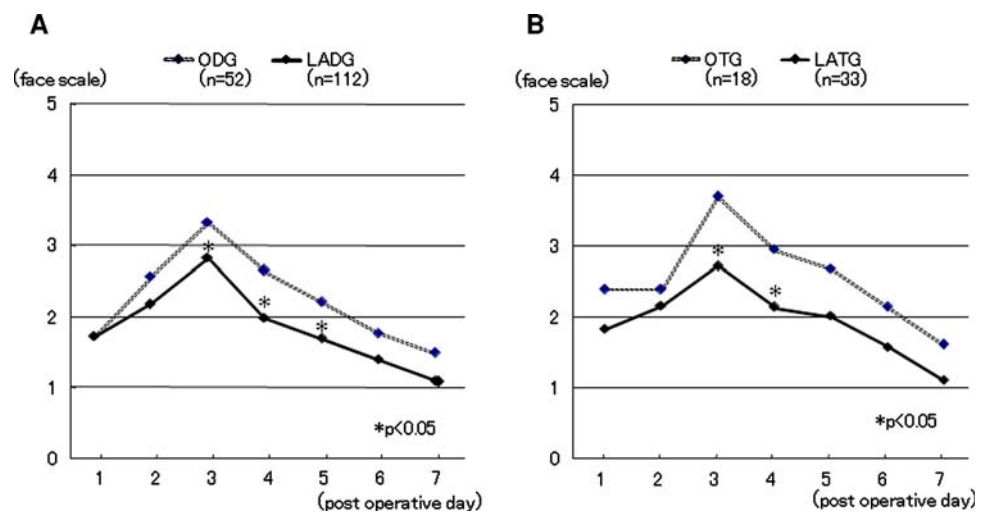 A
ODG LADG
(face scale) (n=52) (n=112)
5
4
3
2
1
0
*
*
*
*p<0.05
1 2 3 4 5 6 7
(post operative day)
B
OTG LATG
(face scale) (n=18) (n=33)
5
4
3
2
1
0
*
*
*p<0.05
1 2 3 4 5 6 7
(post operative day)